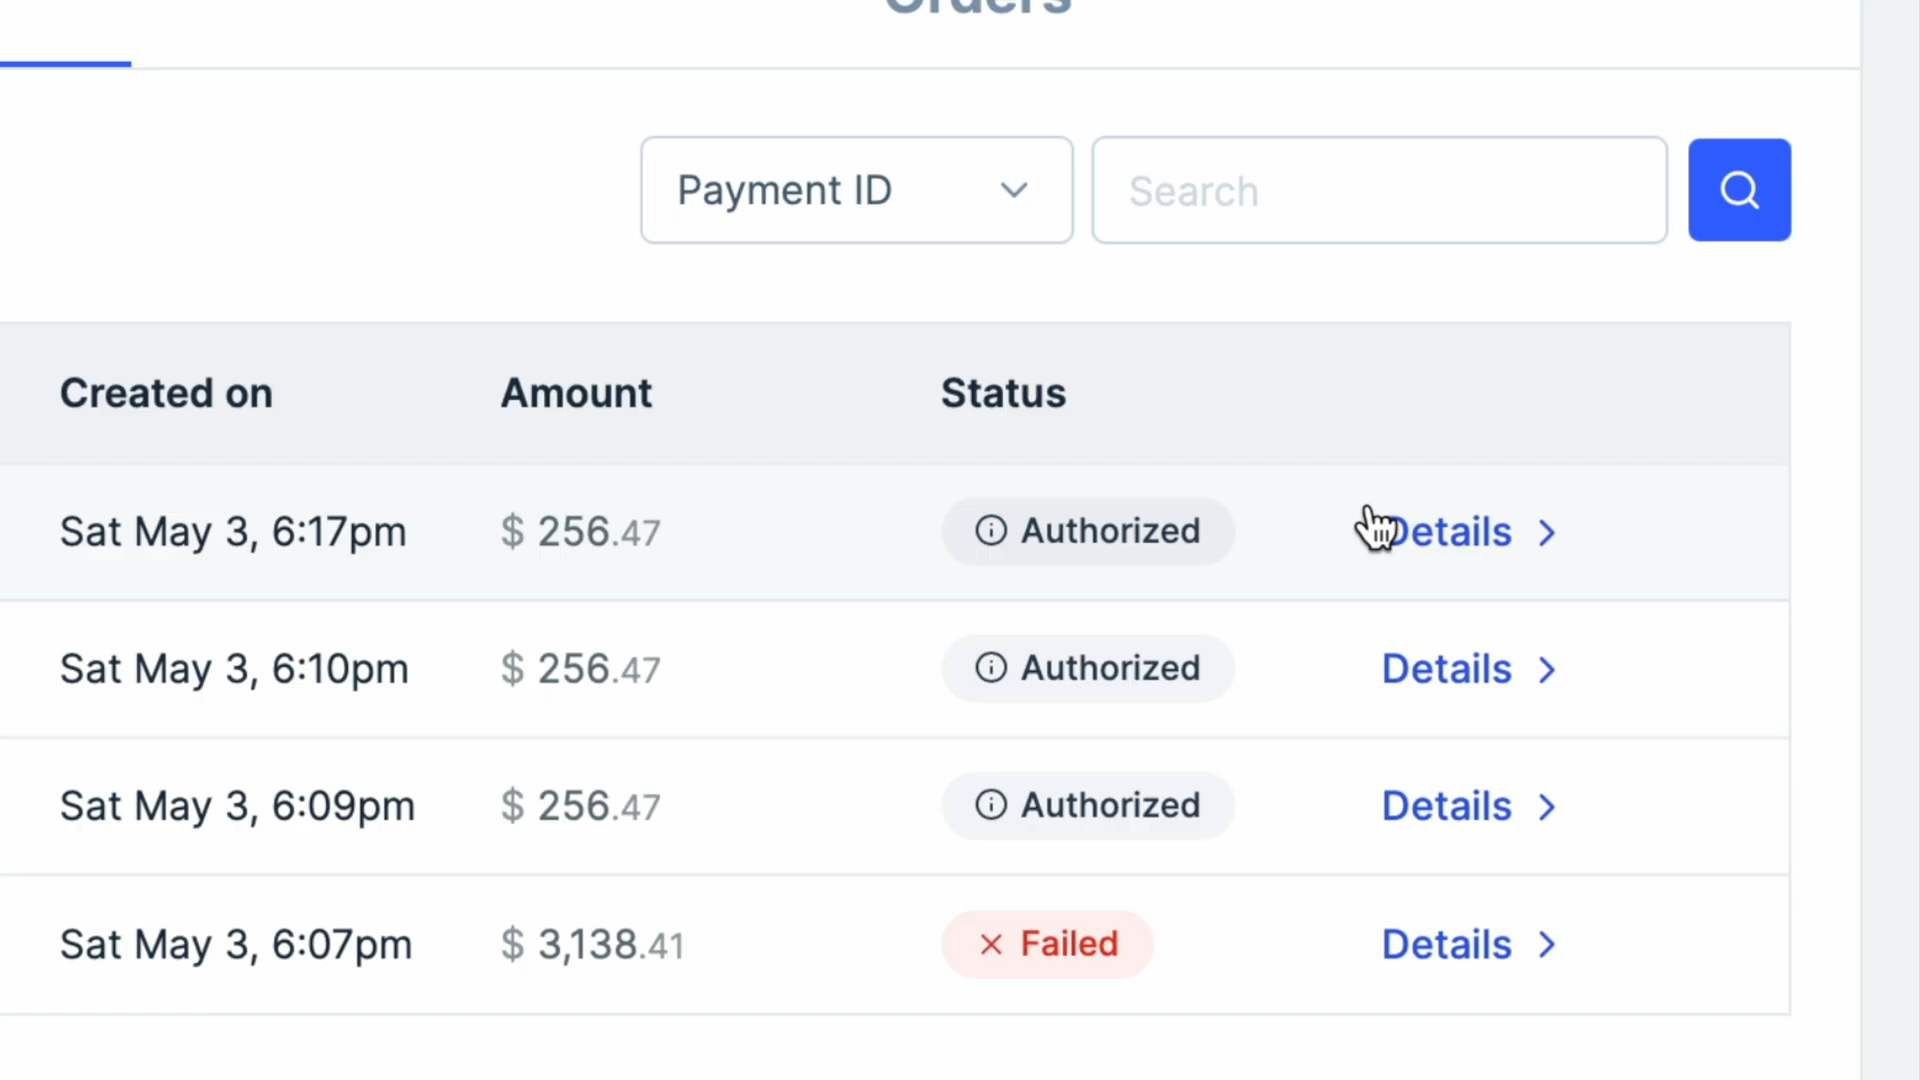 Orders
Payment ID
Search
Created on Amount Status
Sat May 3, 6:17pm $ 256.47 Authorized Details
Sat May 3, 6:10pm $ 256.47 Authorized Details
Sat May 3, 6:09pm $ 256.47 Authorized Details
Sat May 3, 6:07pm $ 3,138.41 Failed Details